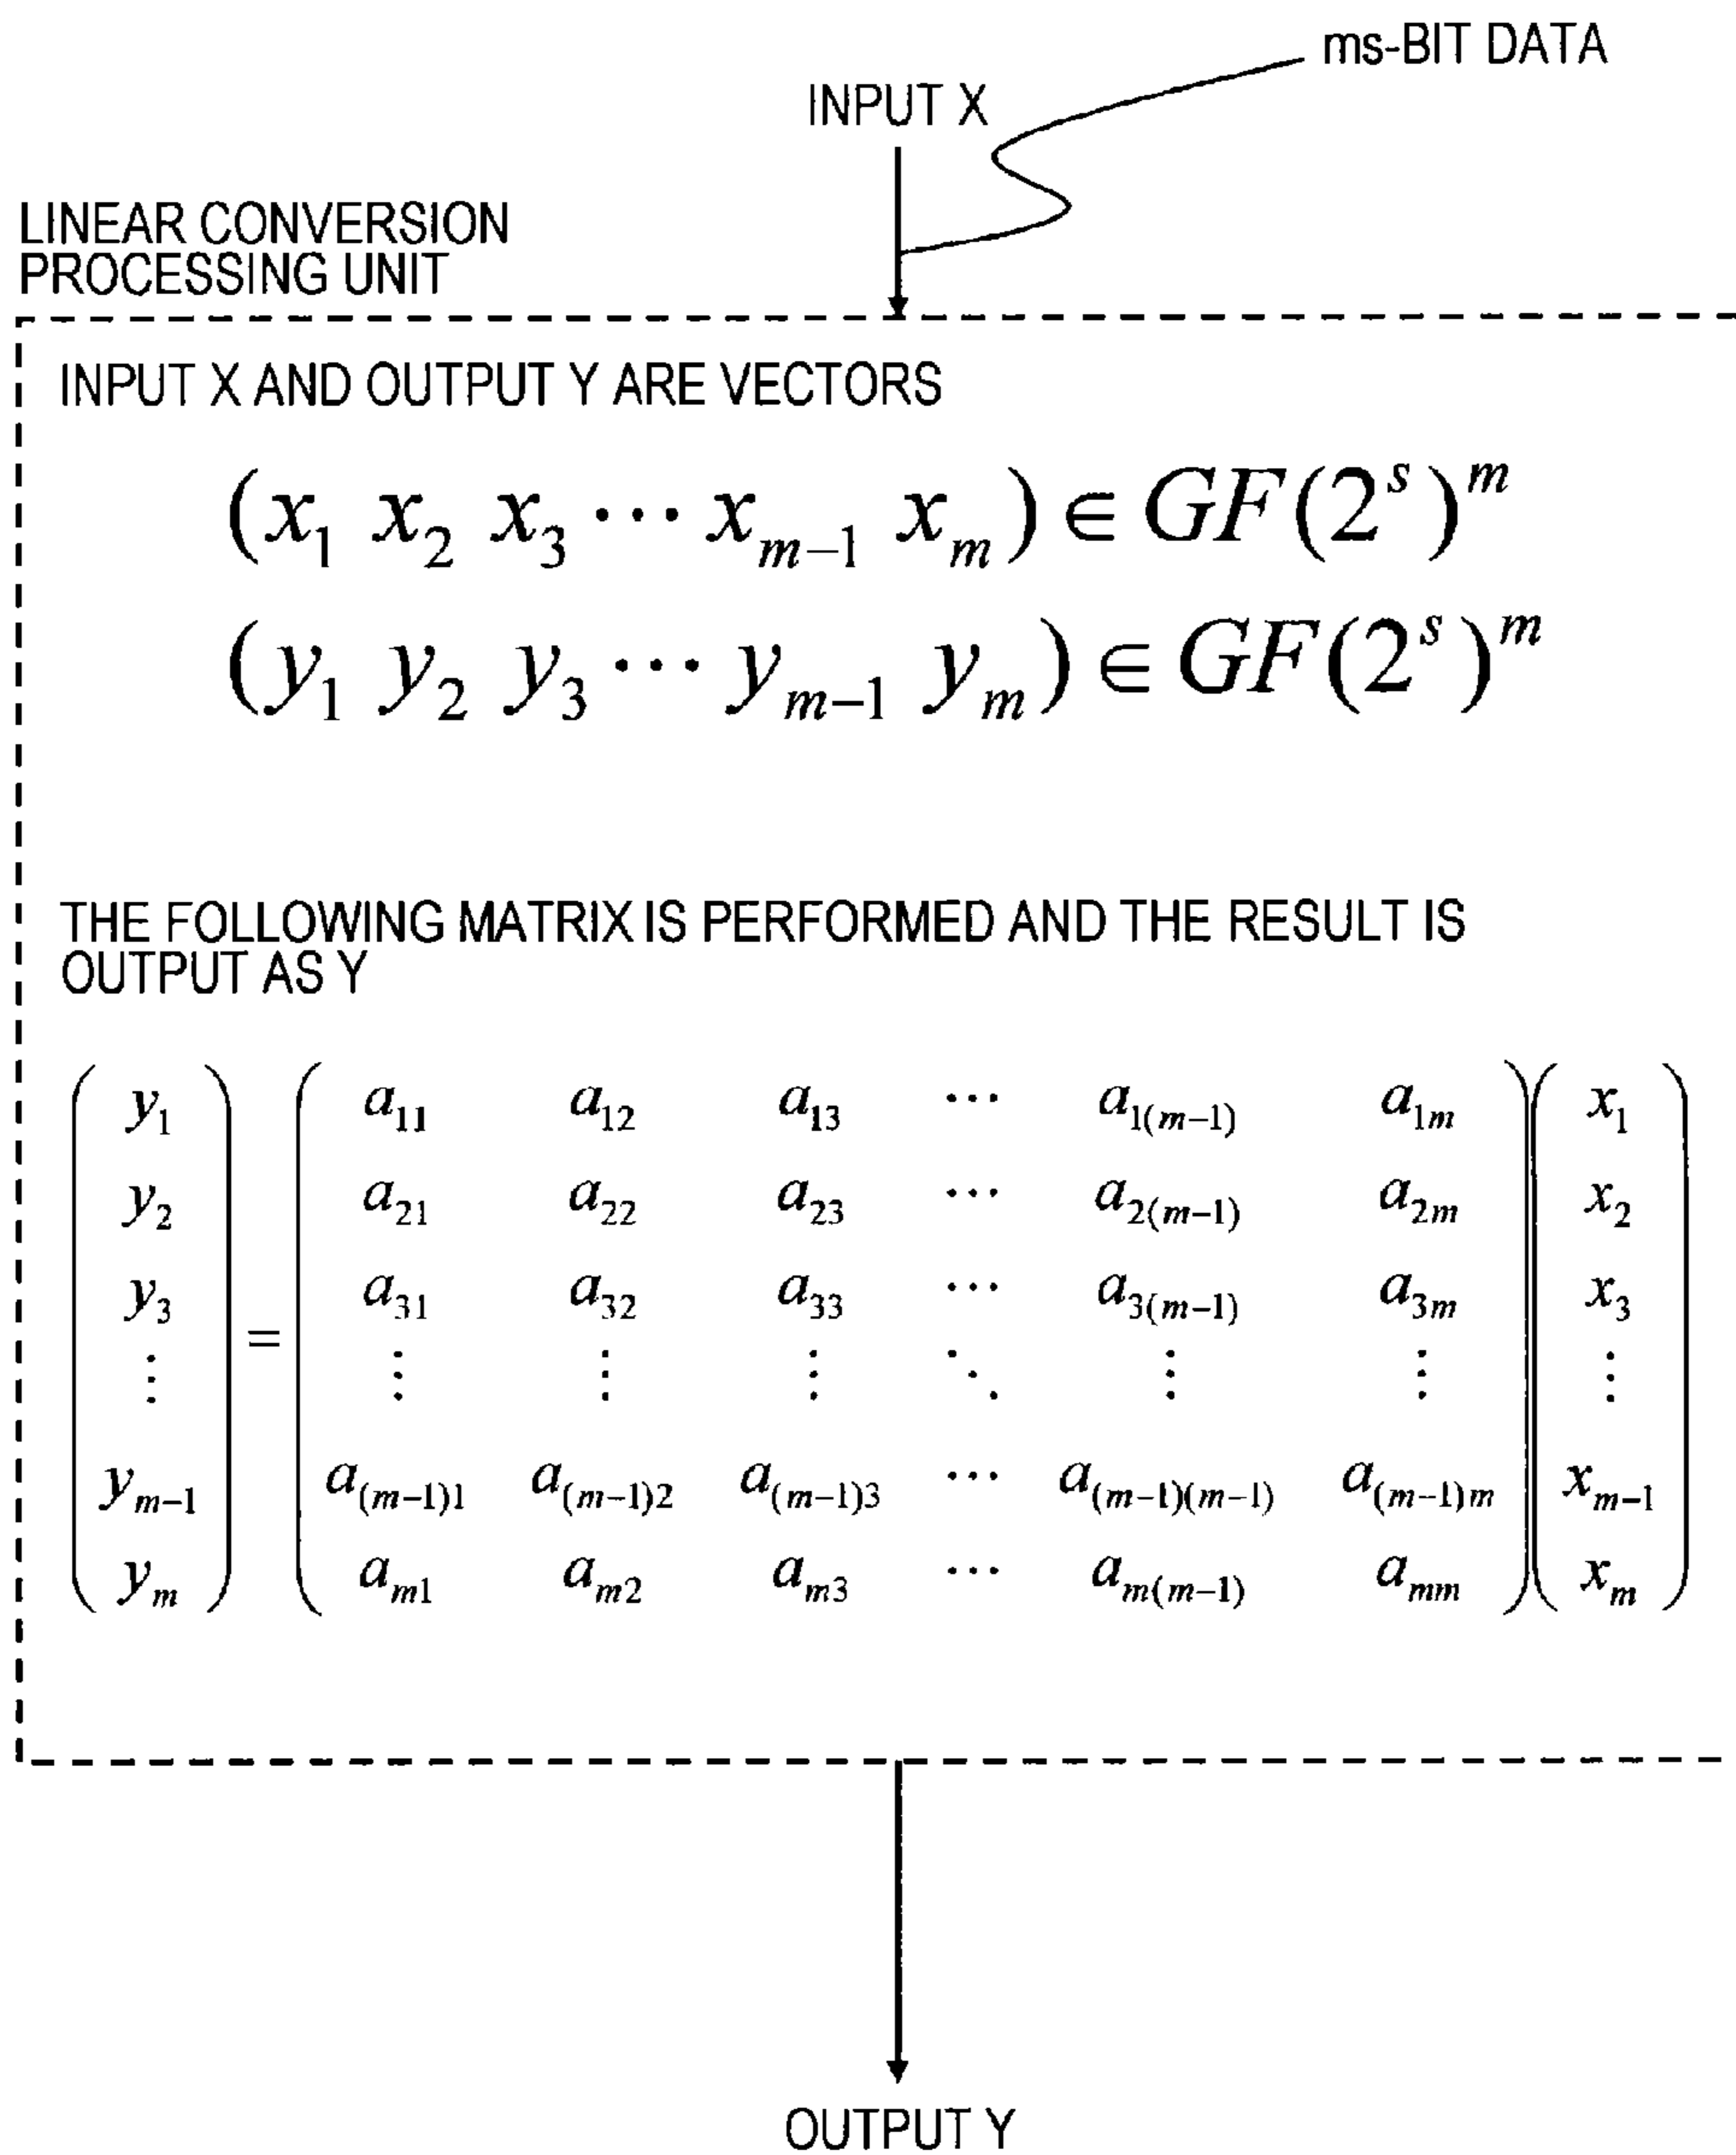 ms-BIT DATA
INPUT X
LINEAR CONVERSION
PROCESSING UNIT
INPUT X AND OUTPUT Y ARE VECTORS
(x₁ x₂ x₃ ⋯ xₘ₋₁ xₘ) ∈ GF(2ˢ)ᵐ
(y₁ y₂ y₃ ⋯ yₘ₋₁ yₘ) ∈ GF(2ˢ)ᵐ
THE FOLLOWING MATRIX IS PERFORMED AND THE RESULT IS
OUTPUT AS Y
y₁ a₁₁ a₁₂ a₁₃ ⋯ a₁₍ₘ₋₁₎ a₁ₘ x₁
y₂ a₂₁ a₂₂ a₂₃ ⋯ a₂₍ₘ₋₁₎ a₂ₘ x₂
y₃ a₃₁ a₃₂ a₃₃ ⋯ a₃₍ₘ₋₁₎ a₃ₘ x₃
⋮ = ⋮ ⋮ ⋮ ⋱ ⋮ ⋮ ⋮
yₘ₋₁ a₍ₘ₋₁₎₁ a₍ₘ₋₁₎₂ a₍ₘ₋₁₎₃ ⋯ a₍ₘ₋₁₎₍ₘ₋₁₎ a₍ₘ₋₁₎ₘ xₘ₋₁
yₘ aₘ₁ aₘ₂ aₘ₃ ⋯ aₘ₍ₘ₋₁₎ aₘₘ xₘ
OUTPUT Y